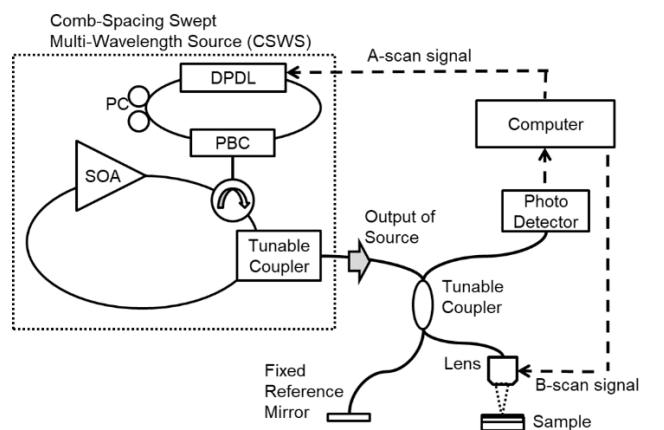 Comb-Spacing Swept
Multi-Wavelength Source (CSWS)
A-scan signal
DPDL
PC
Computer
PBC
SOA
Photo
Detector
Output of
Source
Tunable
Coupler
Tunable
Coupler
Lens
Fixed
Reference
Mirror
B-scan signal
Sample